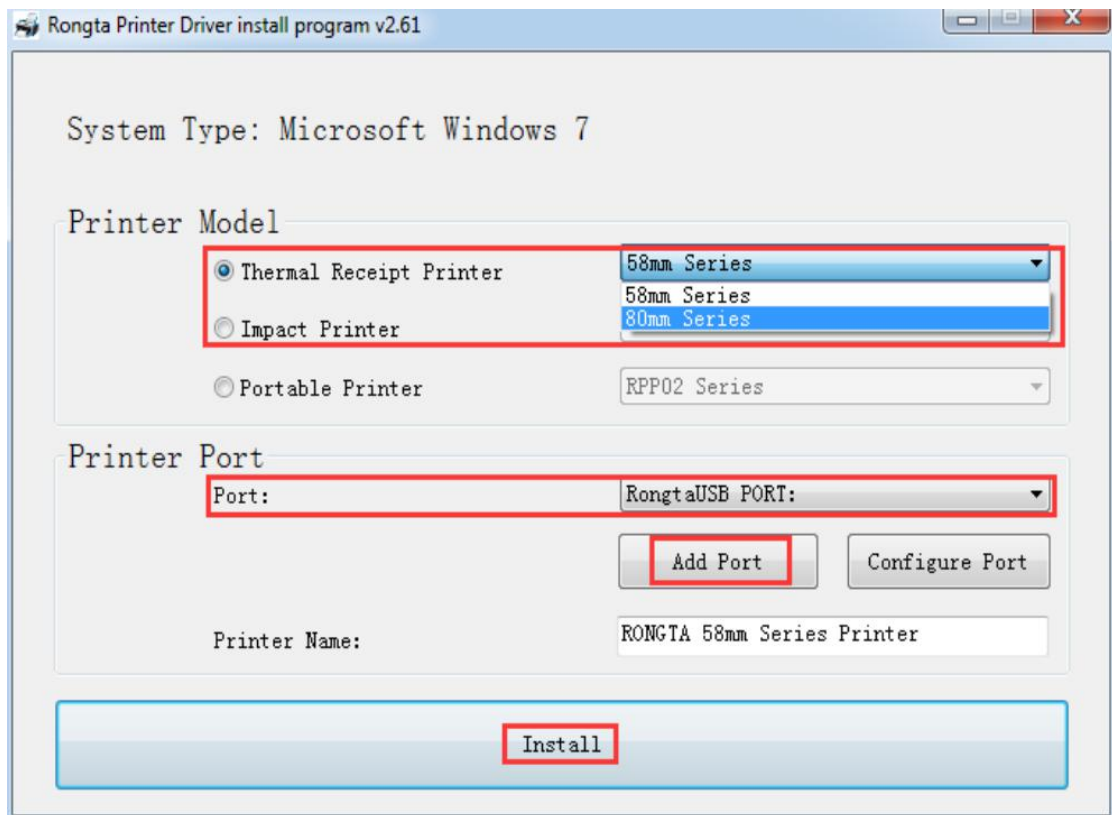 Rongta Printer Driver install program v2.61
System Type: Microsoft Windows 7
Printer Model
Thermal Receipt Printer
58mm Series
58mm Series
80mm Series
Impact Printer
Portable Printer
RPP02 Series
Printer Port
Port:
RongtaUSB PORT:
Add Port
Configure Port
Printer Name:
RONGTA 58mm Series Printer
Install